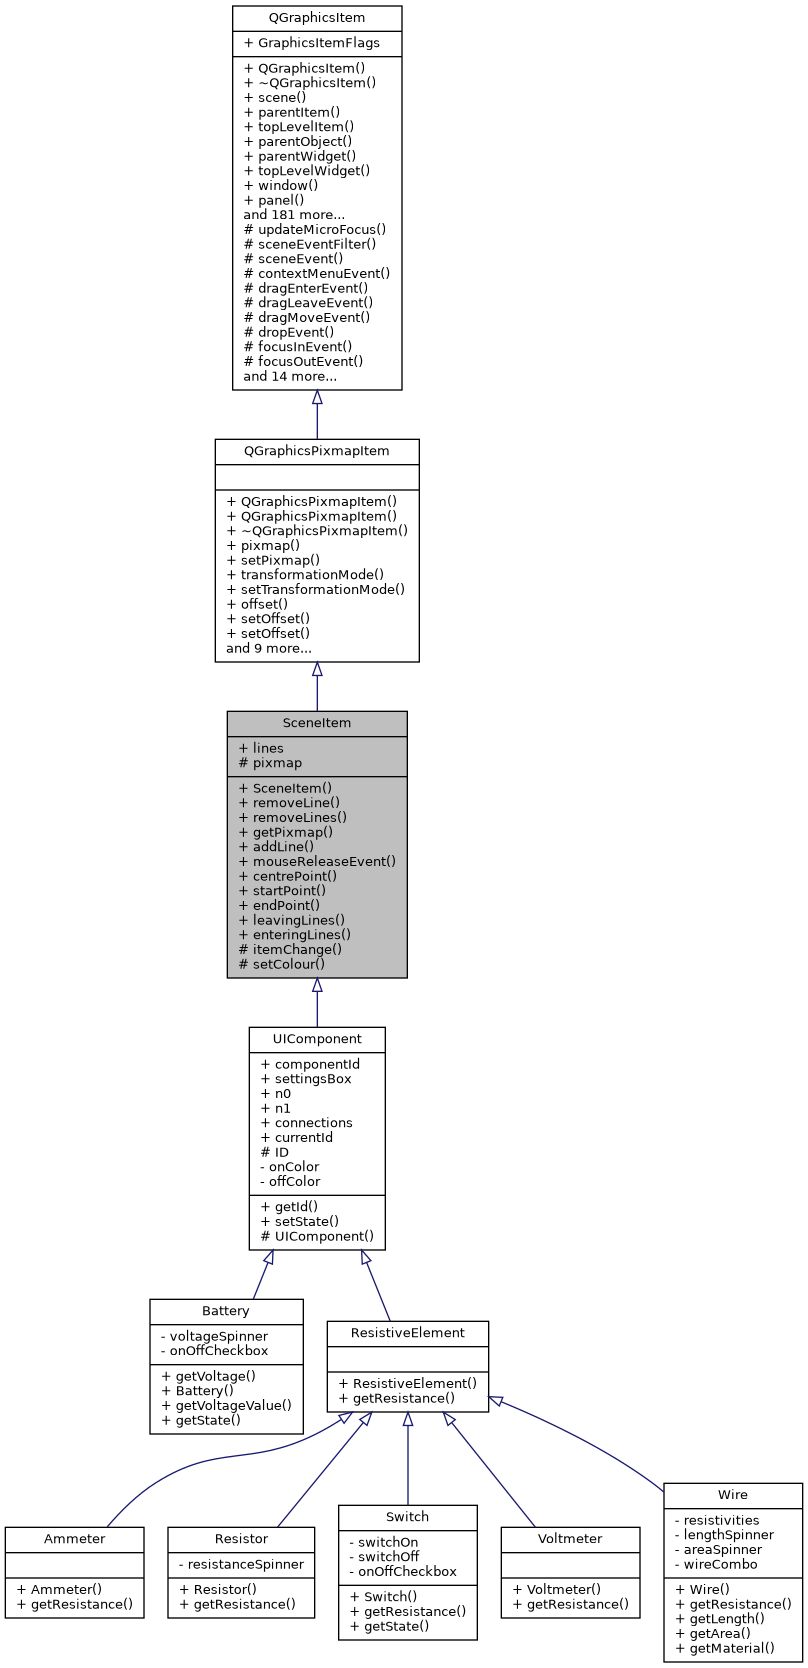 QGraphicsItem
+ GraphicsItemFlags
+ QGraphicsItem()
+ ~QGraphicsItem()
+ scene()
+ parentItem()
+ topLevelItem()
+ parentObject()
+ parentWidget()
+ topLevelWidget()
+ window()
+ panel()
and 181 more...
# updateMicroFocus()
# sceneEventFilter()
# sceneEvent()
# contextMenuEvent()
# dragEnterEvent()
# dragLeaveEvent()
# dragMoveEvent()
# dropEvent()
# focusInEvent()
# focusOutEvent()
and 14 more...
QGraphicsPixmapItem
+ QGraphicsPixmapItem()
+ QGraphicsPixmapItem()
+ ~QGraphicsPixmapItem()
+ pixmap()
+ setPixmap()
+ transformationMode()
+ setTransformationMode()
+ offset()
+ setOffset()
+ setOffset()
and 9 more...
SceneItem
+ lines
# pixmap
+ SceneItem()
+ removeLine()
+ removeLines()
+ getPixmap()
+ addLine()
+ mouseReleaseEvent()
+ centrePoint()
+ startPoint()
+ endPoint()
+ leavingLines()
+ enteringLines()
# itemChange()
# setColour()
UIComponent
+ componentId
+ settingsBox
+ n0
+ n1
+ connections
+ currentId
# ID
- onColor
- offColor
+ getId()
+ setState()
# UIComponent()
Battery
- voltageSpinner
- onOffCheckbox
+ getVoltage()
+ Battery()
+ getVoltageValue()
+ getState()
ResistiveElement
+ ResistiveElement()
+ getResistance()
Ammeter
+ Ammeter()
+ getResistance()
Resistor
- resistanceSpinner
+ Resistor()
+ getResistance()
Switch
- switchOn
- switchOff
- onOffCheckbox
+ Switch()
+ getResistance()
+ getState()
Voltmeter
+ Voltmeter()
+ getResistance()
Wire
- resistivities
- lengthSpinner
- areaSpinner
- wireCombo
+ Wire()
+ getResistance()
+ getLength()
+ getArea()
+ getMaterial()